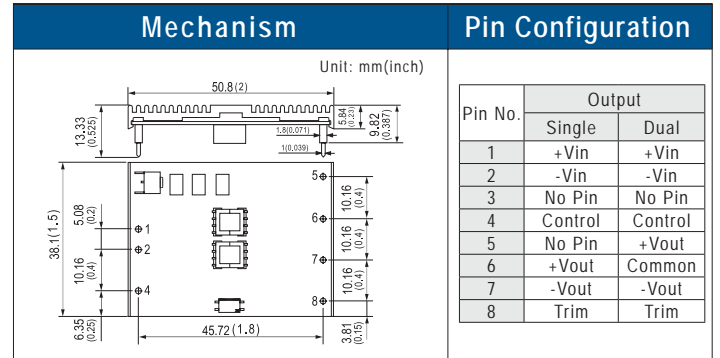 Mechanism
Unit: mm(inch)
50.8(2)
13.33
(0.525)
1.8(0.071)
1(0.039)
5.84
(0.23)
9.82
(0.387)
38.1(1.5)
5.08
(0.2)
10.16
(0.4)
6.35
(0.25)
1
2
4
5
6
7
8
10.16
(0.4)
10.16
(0.4)
10.16
(0.4)
3.81
(0.15)
45.72(1.8)
Pin Configuration
Pin No. Output
Single Dual
1 +Vin +Vin
2 -Vin -Vin
3 No Pin No Pin
4 Control Control
5 No Pin +Vout
6 +Vout Common
7 -Vout -Vout
8 Trim Trim